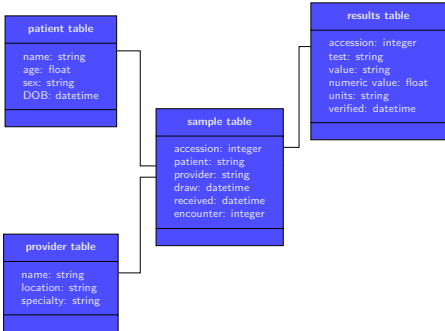 patient table
name: string
age: float
sex: string
DOB: datetime
results table
accession: integer
test: string
value: string
numeric value: float
units: string
verified: datetime
sample table
accession: integer
patient: string
provider: string
draw: datetime
received: datetime
encounter: integer
provider table
name: string
location: string
specialty: string